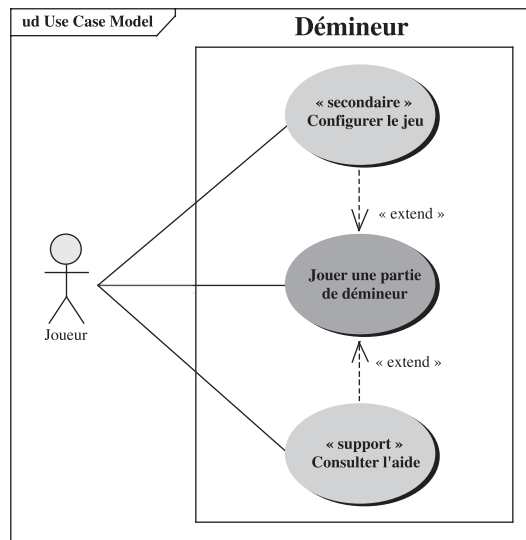 ud Use Case Model
Démineur
« secondaire »
Configurer le jeu
« extend »
Jouer une partie
de démineur
Joueur
« extend »
« support »
Consulter l'aide